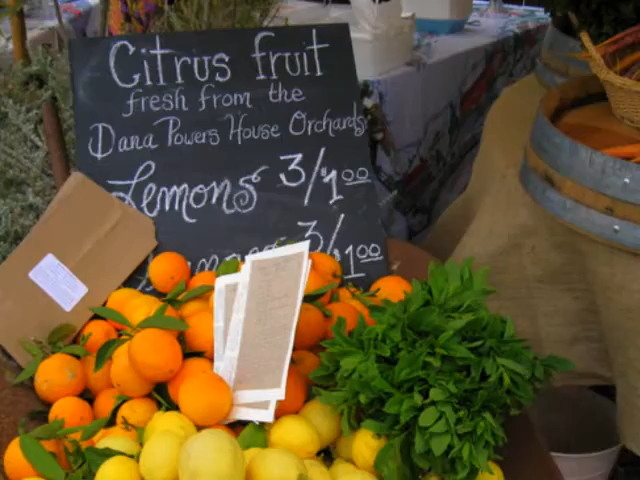 Citrus fruit
fresh from the
Dana Powers House Orchards
Lemons 3/$1.00
3/1.00